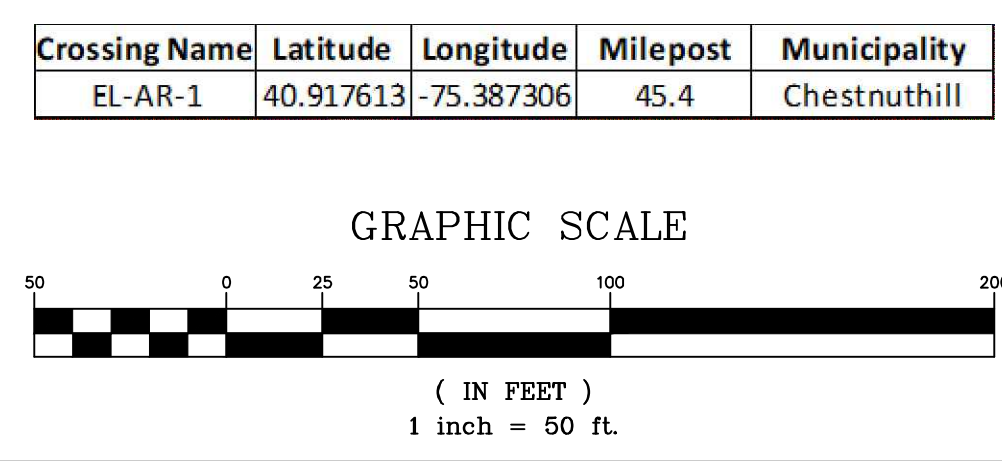 Crossing Name Latitude Longitude Milepost Municipality
EL-AR-1 40.917613 -75.387306 45.4 Chestnuthill
GRAPHIC SCALE
50 0 25 50 100 200
( IN FEET )
1 inch = 50 ft.